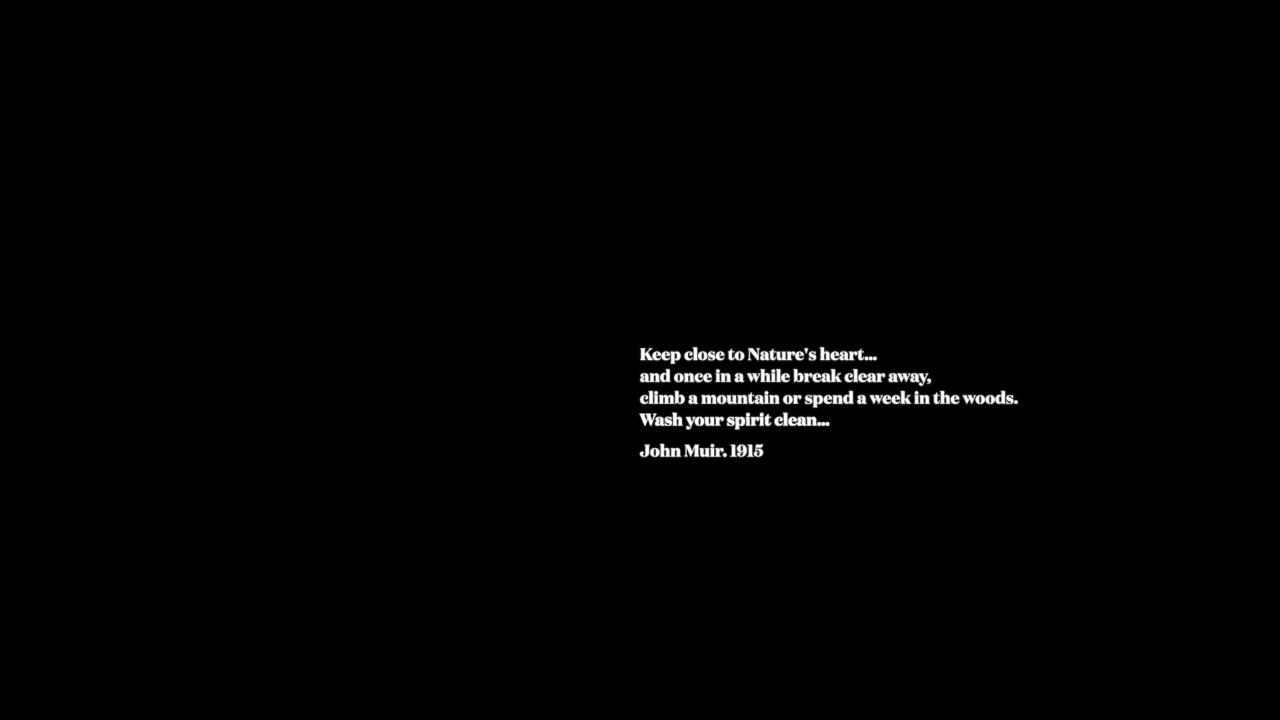 Keep close to Nature's heart...
and once in a while break clear away,
climb a mountain or spend a week in the woods.
Wash your spirit clean...
John Muir. 1915